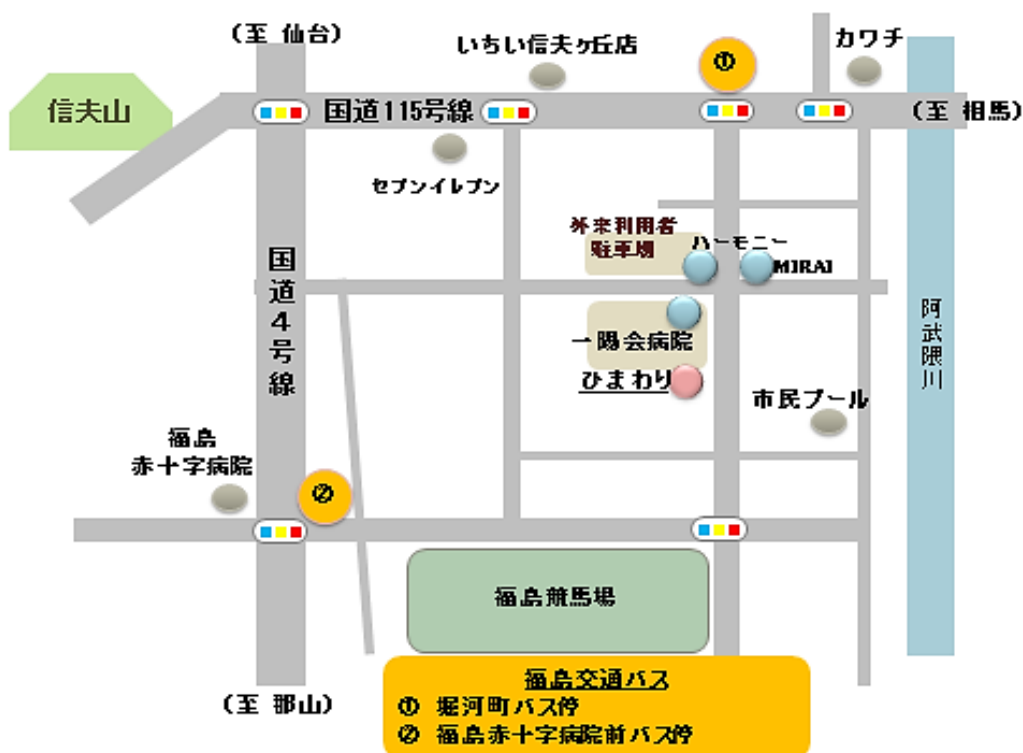 (至 仙台)
いちい信夫ヶ丘店
①
カワチ
信夫山
国道115号線
(至 相馬)
セブンイレブン
外来利用者
駐車場
ハーモニー
MIRAI
国道4号線
阿武隈川
一陽会病院
ひまわり
市民プール
福島
赤十字病院
②
福島競馬場
(至 郡山)
福島交通バス
① 堀河町バス停
② 福島赤十字病院前バス停